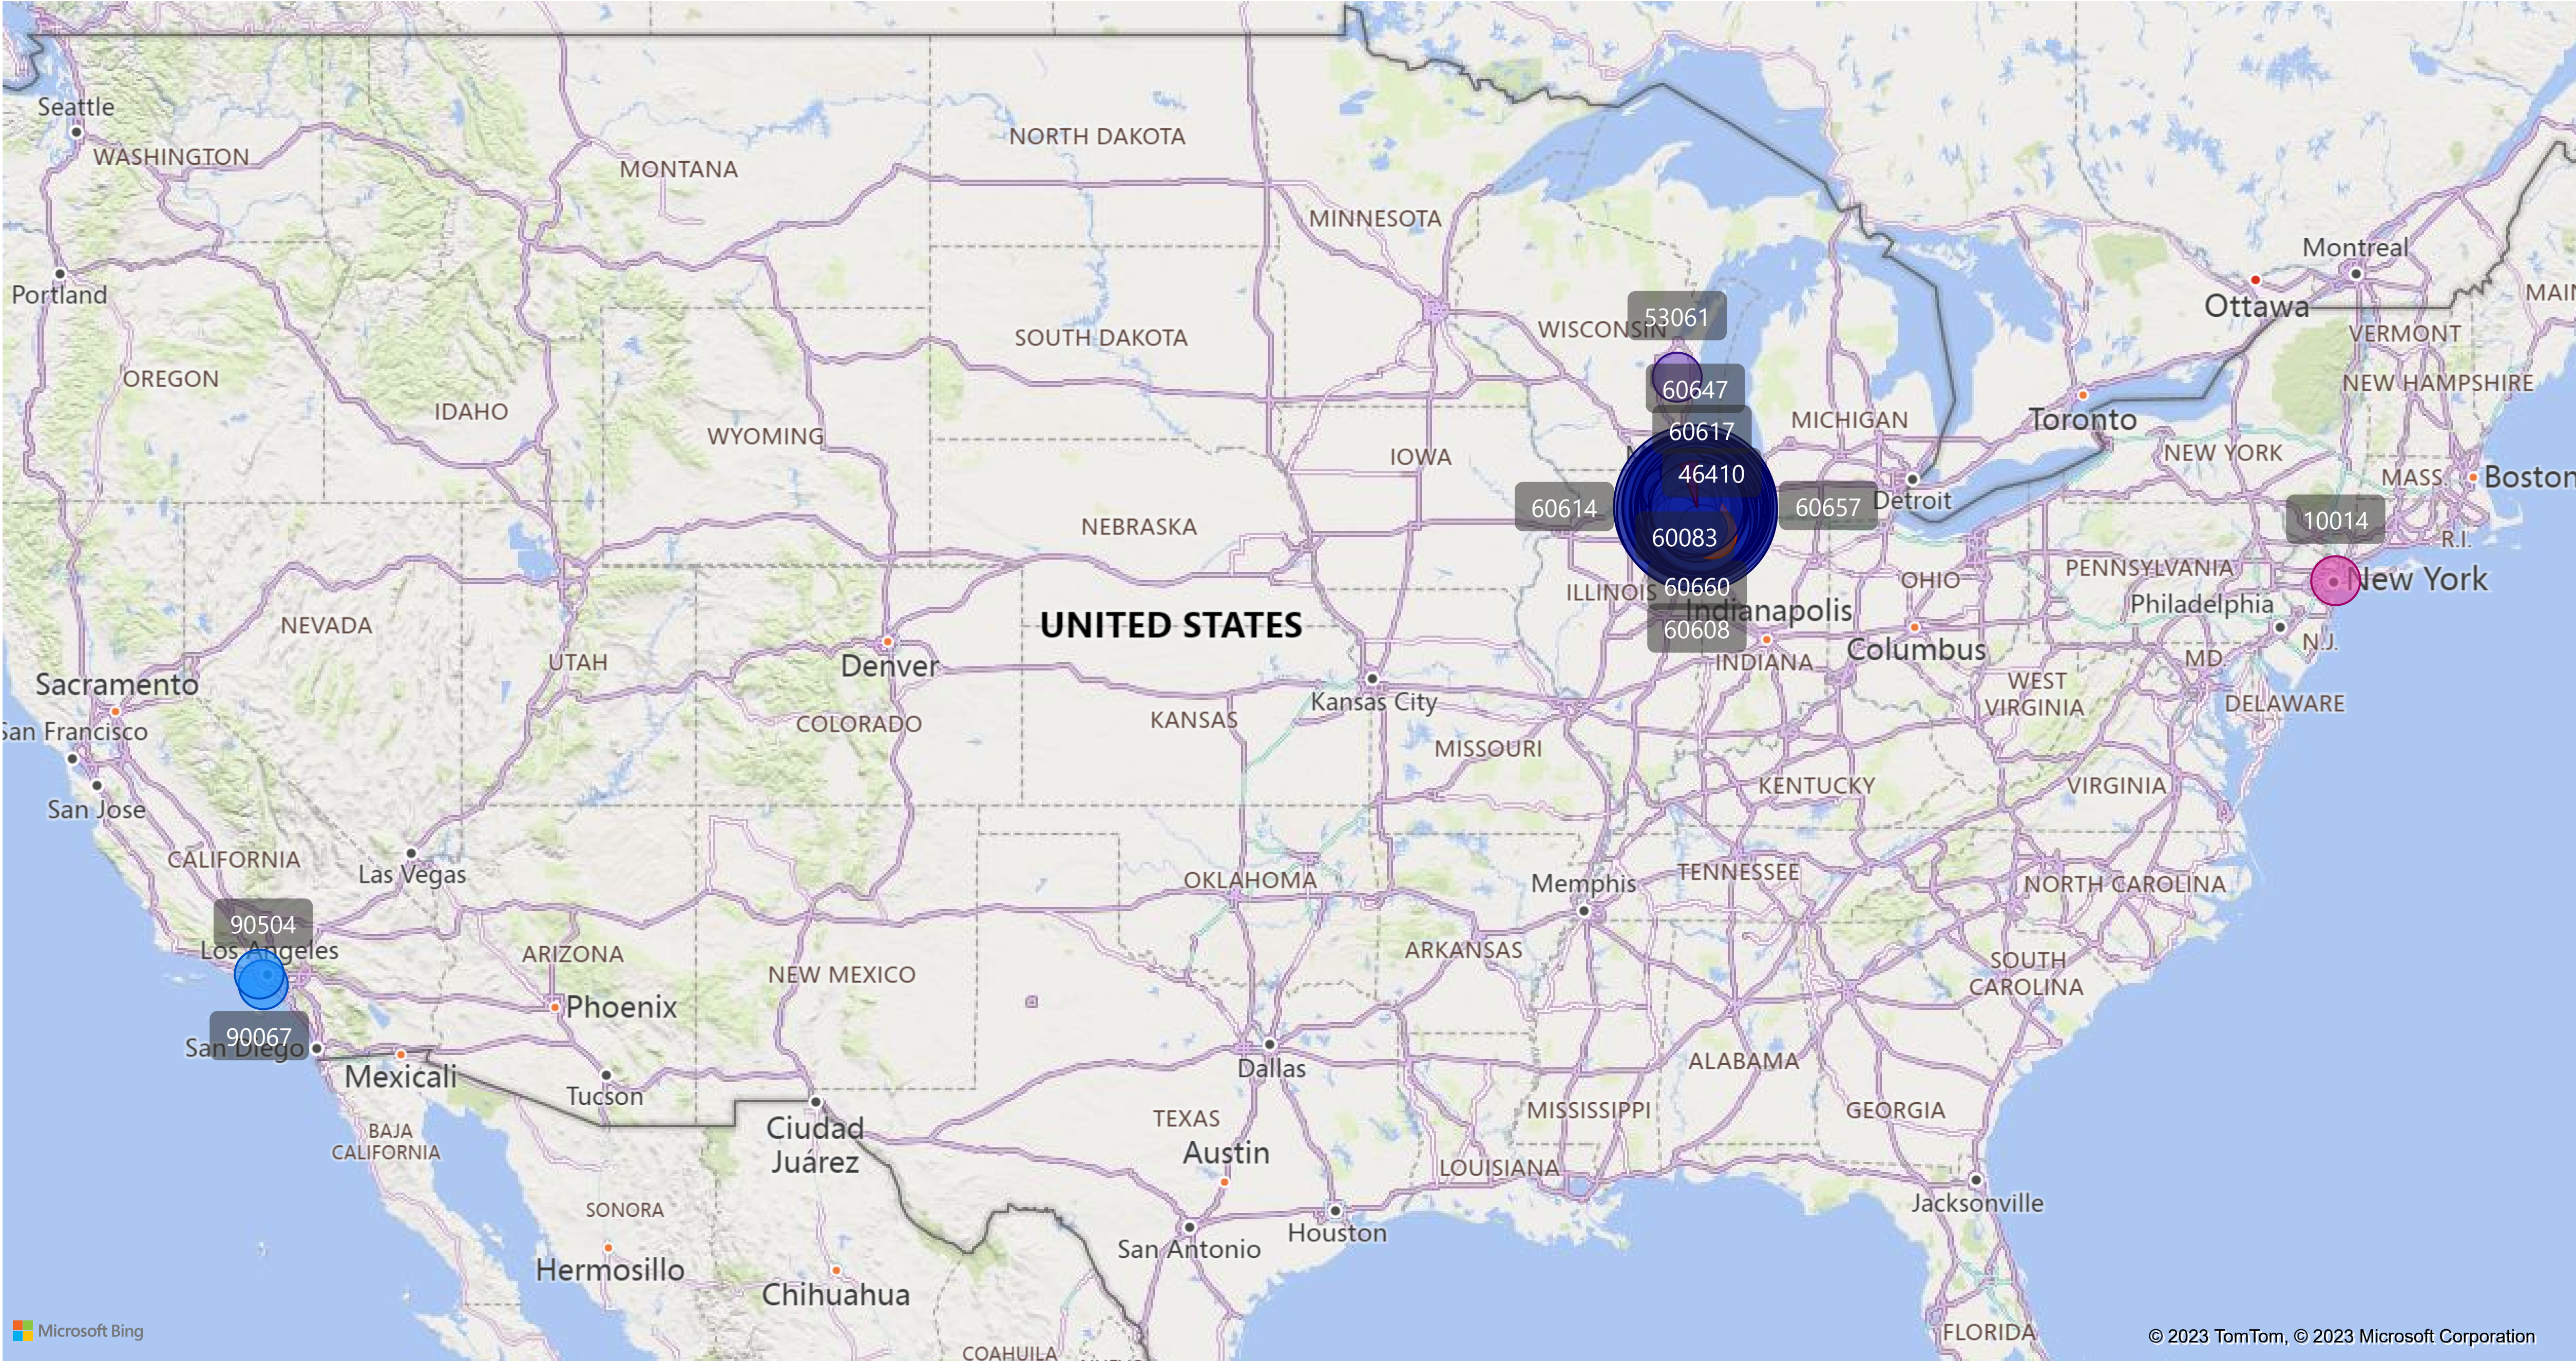 Seattle
WASHINGTON
MONTANA
NORTH DAKOTA
MINNESOTA
Montreal
Portland
Ottawa
53061
WISCONSIN
SOUTH DAKOTA
VERMONT
OREGON
IDAHO
60647
NEW HAMPSHIRE
WYOMING
60617
MICHIGAN
Toronto
IOWA
NEW YORK
46410
MASS.
Boston
60614
60657
Detroit
10014
NEBRASKA
60083
R.I.
ILLINOIS
60660
OHIO
PENNSYLVANIA
New York
UNITED STATES
Indianapolis
Philadelphia
NEVADA
60608
N.J.
UTAH
Denver
INDIANA
Columbus
MD.
Sacramento
Kansas City
WEST
VIRGINIA
DELAWARE
San Francisco
COLORADO
KANSAS
MISSOURI
San Jose
KENTUCKY
VIRGINIA
CALIFORNIA
Las Vegas
OKLAHOMA
Memphis
TENNESSEE
NORTH CAROLINA
90504
Los Angeles
ARIZONA
NEW MEXICO
ARKANSAS
SOUTH
CAROLINA
Phoenix
90067
San Diego
Mexicali
Tucson
Dallas
ALABAMA
Ciudad
Juárez
TEXAS
MISSISSIPPI
GEORGIA
BAJA
CALIFORNIA
Austin
LOUISIANA
SONORA
Jacksonville
Hermosillo
San Antonio
Houston
Chihuahua
Microsoft Bing
COAHUILA
FLORIDA
© 2023 TomTom, © 2023 Microsoft Corporation